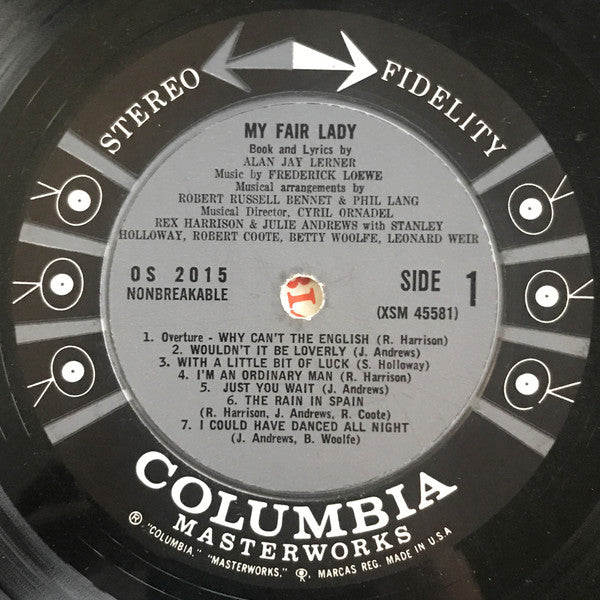 STEREO FIDELITY
MY FAIR LADY
Book and Lyrics by
ALAN JAY LERNER
Music by FREDERICK LOEWE
Musical arrangements by
ROBERT RUSSELL BENNET & PHIL LANG
Musical Director, CYRIL ORNADEL
REX HARRISON & JULIE ANDREWS with STANLEY
HOLLOWAY, ROBERT COOTE, BETTY WOOLFE, LEONARD WEIR
OS 2015 SIDE 1
NONBREAKABLE (XSM 45581)
1. Overture - WHY CAN'T THE ENGLISH (R. Harrison)
2. WOULDN'T IT BE LOVERLY (J. Andrews)
3. WITH A LITTLE BIT OF LUCK (S. Holloway)
4. I'M AN ORDINARY MAN (R. Harrison)
5. JUST YOU WAIT (J. Andrews)
6. THE RAIN IN SPAIN
(R. Harrison, J. Andrews, R. Coote)
7. I COULD HAVE DANCED ALL NIGHT
(J. Andrews, B. Woolfe)
COLUMBIA
MASTERWORKS
® "COLUMBIA," "MASTERWORKS," MARCAS REG. MADE IN U.S.A